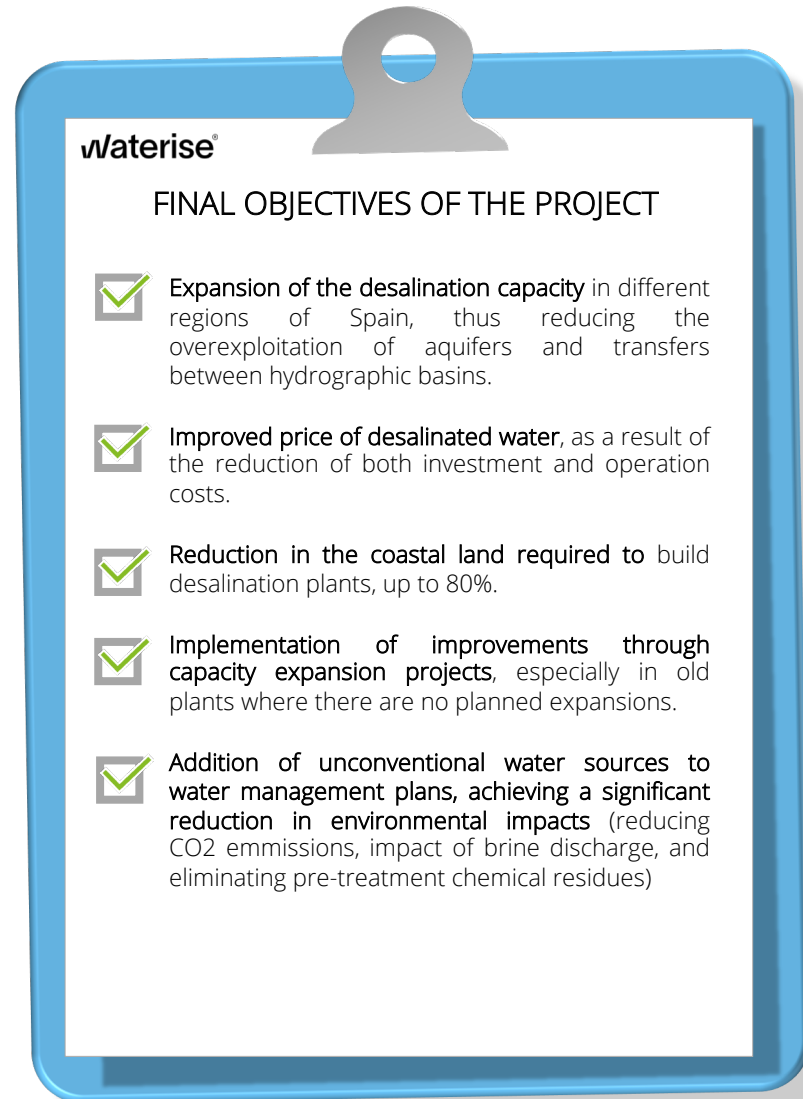 Waterise®
FINAL OBJECTIVES OF THE PROJECT
Expansion of the desalination capacity in different
regions of Spain, thus reducing the
overexploitation of aquifers and transfers
between hydrographic basins.
Improved price of desalinated water, as a result of
the reduction of both investment and operation
costs.
Reduction in the coastal land required to build
desalination plants, up to 80%.
Implementation of improvements through
capacity expansion projects, especially in old
plants where there are no planned expansions.
Addition of unconventional water sources to
water management plans, achieving a significant
reduction in environmental impacts (reducing
CO2 emmissions, impact of brine discharge, and
eliminating pre-treatment chemical residues)